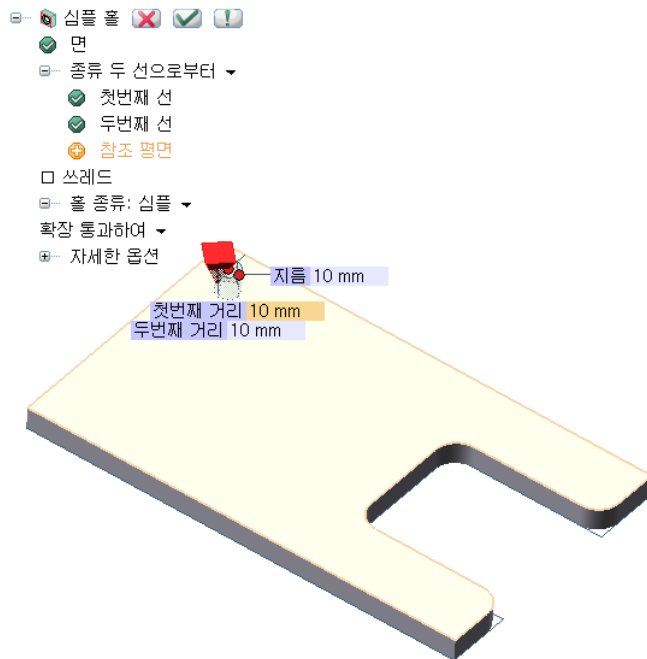 심플 홀
면
종류 두 선으로부터
첫번째 선
두번째 선
참조 평면
쓰레드
홀 종류: 심플
확장 통과하여
자세한 옵션
지름 10 mm
첫번째 거리 10 mm
두번째 거리 10 mm